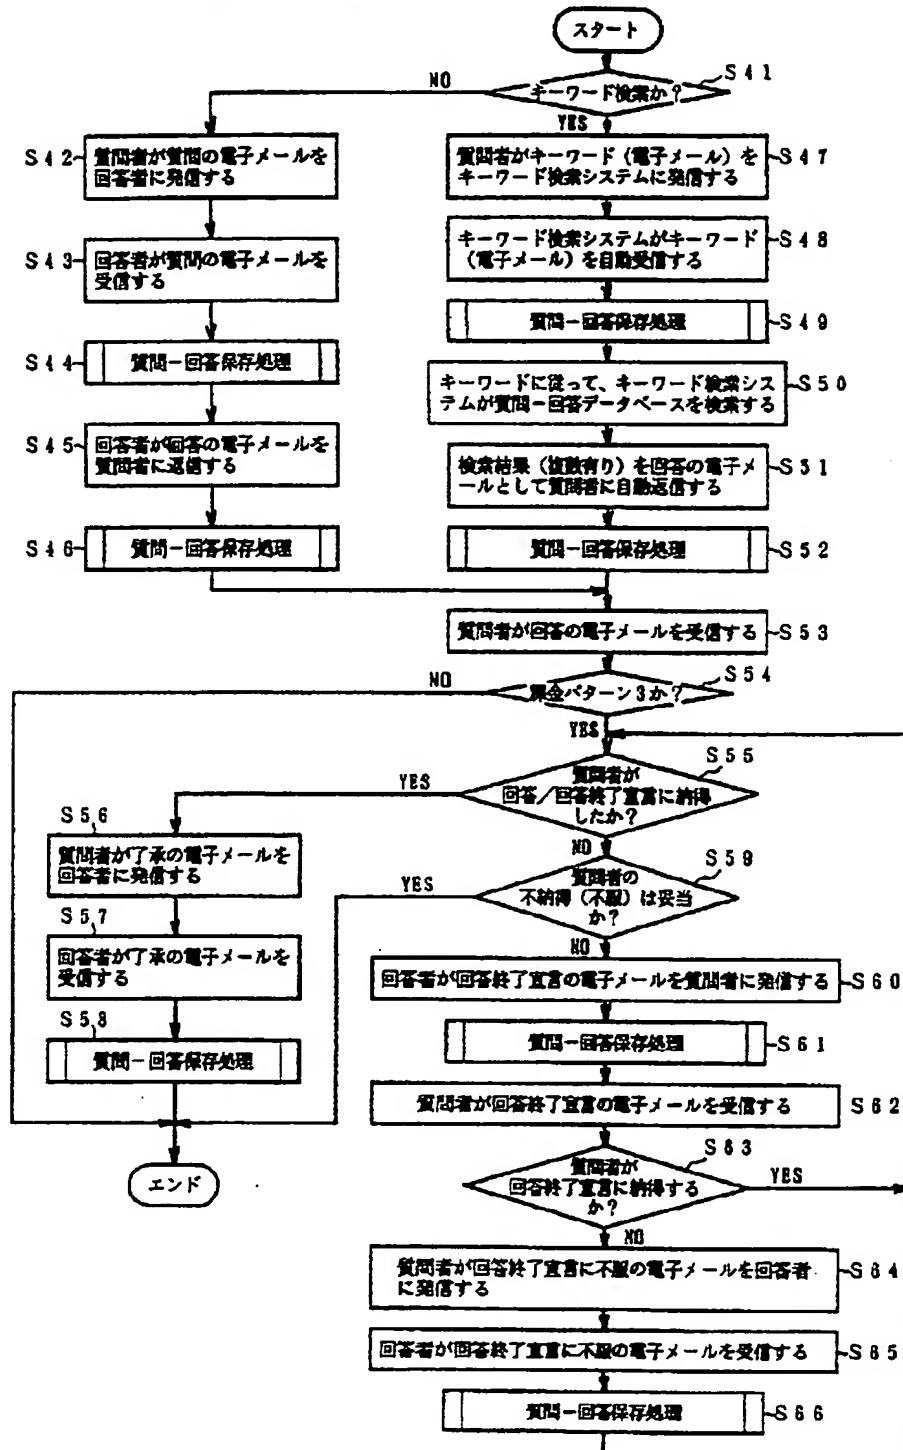 スタート
S41
キーワード検索か?
NO
YES
S42
質問者が質問の電子メールを
回答者に発信する
S43
回答者が質問の電子メールを
受信する
S44
質問−回答保存処理
S45
回答者が回答の電子メールを
質問者に返信する
S46
質問−回答保存処理
質問者がキーワード(電子メール)を
キーワード検索システムに発信する
S47
キーワード検索システムがキーワード
(電子メール)を自動受信する
S48
質問−回答保存処理
S49
キーワードに従って、キーワード検索シス
テムが質問−回答データベースを検索する
S50
検索結果(複数有り)を回答の電子メ
ールとして質問者に自動返信する
S51
質問−回答保存処理
S52
質問者が回答の電子メールを受信する
S53
S54
課金パターン3か?
NO
YES
S55
質問者が
回答/回答終了宣言に納得
したか?
YES
NO
S56
質問者が了承の電子メールを
回答者に発信する
S57
回答者が了承の電子メールを
受信する
S58
質問−回答保存処理
エンド
S59
質問者の
不納得(不服)は妥当
か?
YES
NO
回答者が回答終了宣言の電子メールを質問者に発信する
S60
質問−回答保存処理
S61
質問者が回答終了宣言の電子メールを受信する
S62
S63
質問者が
回答終了宣言に納得する
か?
YES
NO
質問者が回答終了宣言に不服の電子メールを回答者
に発信する
S64
回答者が回答終了宣言に不服の電子メールを受信する
S65
質問−回答保存処理
S66